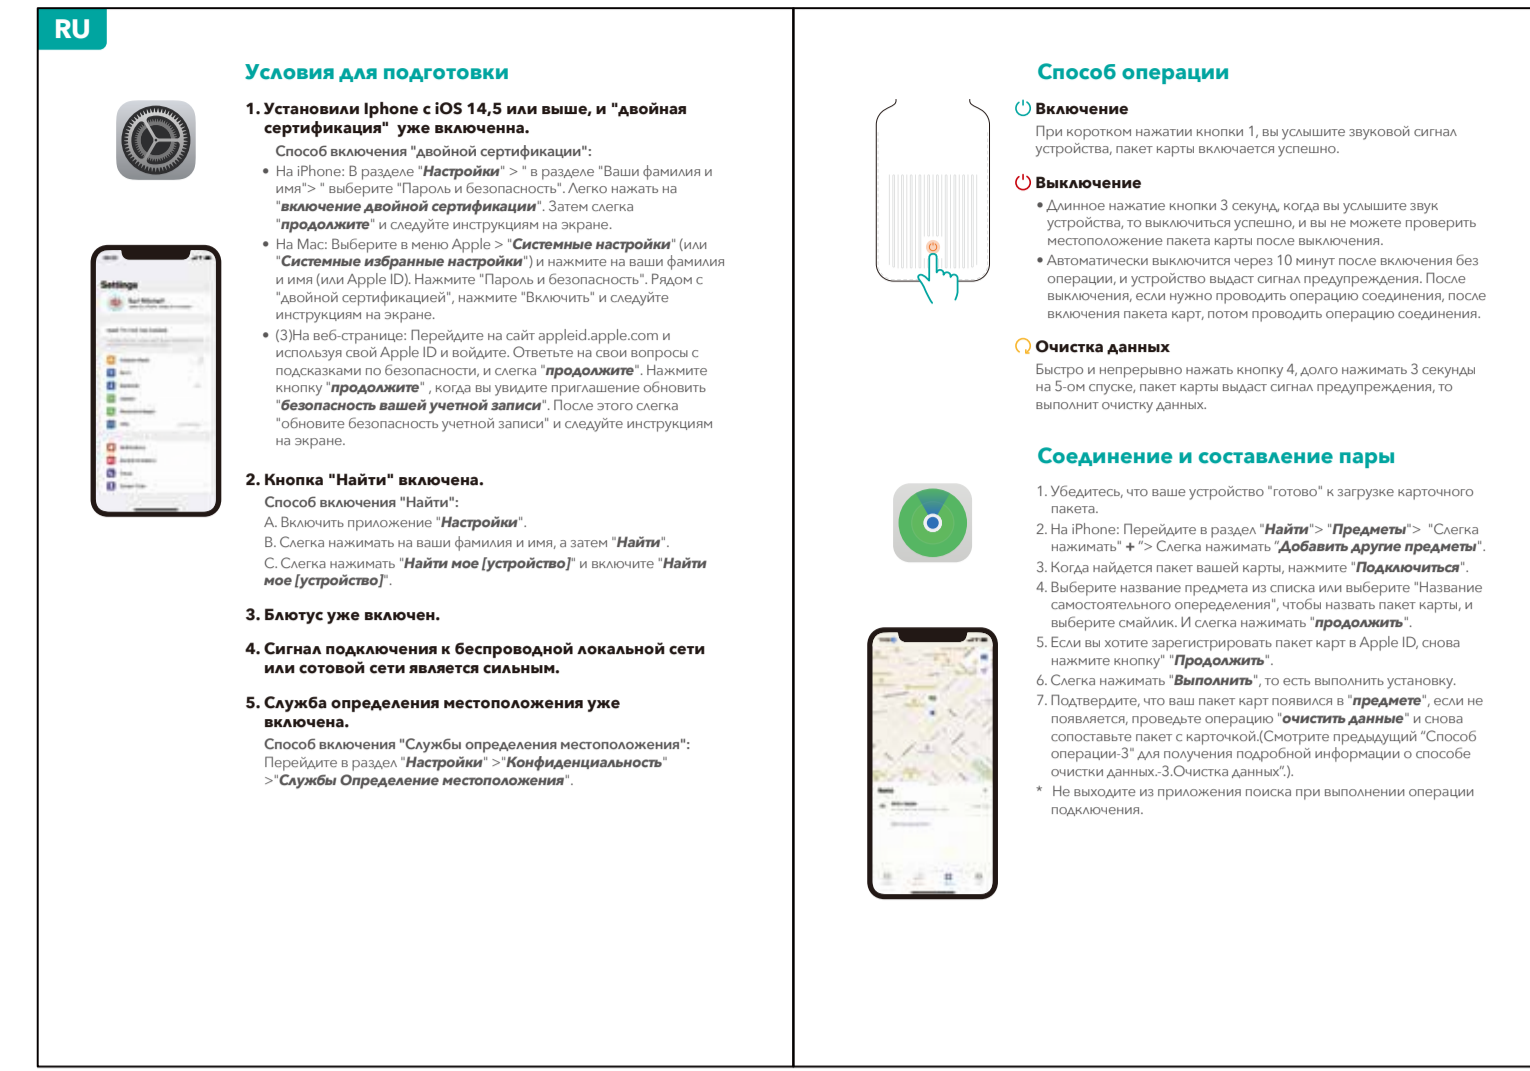 RU
Условия для подготовки
1. Установили Iphone с iOS 14,5 или выше, и "двойная
сертификация" уже включенна.
Способ включения "двойной сертификации":
• На iPhone: В разделе "Настройки" > " в разделе "Ваши фамилия и
имя"> " выберите "Пароль и безопасность". Легко нажать на
"включение двойной сертификации". Затем слегка
"продолжите" и следуйте инструкциям на экране.
• На Mac: Выберите в меню Apple > "Системные настройки" (или
"Системные избранные настройки") и нажмите на ваши фамилия
и имя (или Apple ID). Нажмите "Пароль и безопасность". Рядом с
"двойной сертификацией", нажмите "Включить" и следуйте
инструкциям на экране.
• (3)На веб-странице: Перейдите на сайт appleid.apple.com и
используя свой Apple ID и войдите. Ответьте на свои вопросы с
подсказками по безопасности, и слегка "продолжите". Нажмите
кнопку "продолжите" , когда вы увидите приглашение обновить
"безопасность вашей учетной записи". После этого слегка
"обновите безопасность учетной записи" и следуйте инструкциям
на экране.
Settings
2. Кнопка "Найти" включена.
Способ включения "Найти":
A. Включить приложение "Настройки".
B. Слегка нажимать на ваши фамилия и имя, а затем "Найти".
C. Слегка нажимать "Найти мое [устройство]" и включите "Найти
мое [устройство]".
3. Блютус уже включен.
4. Сигнал подключения к беспроводной локальной сети
или сотовой сети является сильным.
5. Служба определения местоположения уже
включена.
Способ включения "Службы определения местоположения":
Перейдите в раздел "Настройки" >"Конфиденциальность"
>"Службы Определение местоположения".
Способ операции
Включение
При коротком нажатии кнопки 1, вы услышите звуковой сигнал
устройства, пакет карты включается успешно.
Выключение
• Длинное нажатие кнопки 3 секунд, когда вы услышите звук
устройства, то выключиться успешно, и вы не можете проверить
местоположение пакета карты после выключения.
• Автоматически выключится через 10 минут после включения без
операции, и устройство выдаст сигнал предупреждения. После
выключения, если нужно проводить операцию соединения, после
включения пакета карт, потом проводить операцию соединения.
Очистка данных
Быстро и непрерывно нажать кнопку 4, долго нажимать 3 секунды
на 5-ом спуске, пакет карты выдаст сигнал предупреждения, то
выполнит очистку данных.
Соединение и составление пары
1. Убедитесь, что ваше устройство "готово" к загрузке карточного
пакета.
2. На iPhone: Перейдите в раздел "Найти"> "Предметы"> "Слегка
нажимать" + "> Слегка нажимать "Добавить другие предметы".
3. Когда найдется пакет вашей карты, нажмите "Подключиться".
4. Выберите название предмета из списка или выберите "Название
самостоятельного опеределения", чтобы назвать пакет карты, и
выберите смайлик. И слегка нажимать "продолжить".
5. Если вы хотите зарегистрировать пакет карт в Apple ID, снова
нажмите кнопку" "Продолжить".
6. Слегка нажимать "Выполнить", то есть выполнить установку.
7. Подтвердите, что ваш пакет карт появился в "предмете", если не
появляется, проведьте операцию "очистить данные" и снова
сопоставьте пакет с карточкой.(Смотрите предыдущий "Способ
операции-3" для получения подробной информации о способе
очистки данных.-3.Очистка данных".).
* Не выходите из приложения поиска при выполнении операции
подключения.